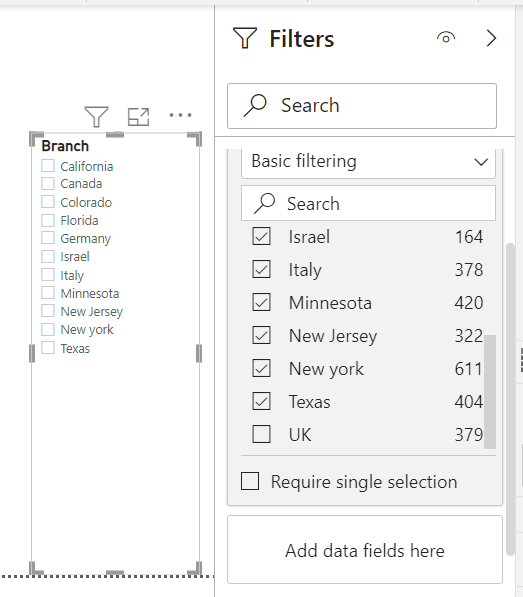 Filters
Search
Branch
California
Canada
Colorado
Florida
Germany
Israel
Italy
Minnesota
New Jersey
New york
Texas
Basic filtering
Search
Israel 164
Italy 378
Minnesota 420
New Jersey 322
New york 611
Texas 404
UK 379
Require single selection
Add data fields here